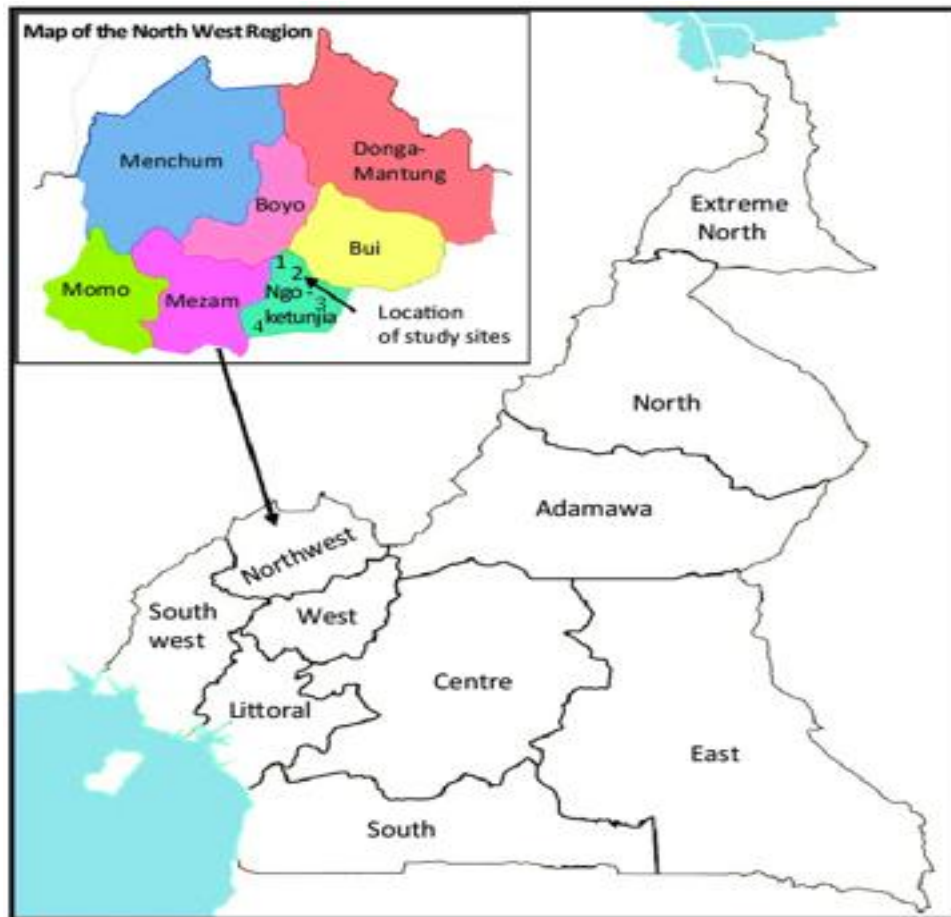 Map of the North West Region
Menchum
Donga-
Mantung
Boyo
Bui
Momo
Mezam
1
2
Ngo-
3
ketunjia
4
Location
of study sites
Extreme
North
North
Adamawa
Northwest
South
west
West
Littoral
Centre
East
South